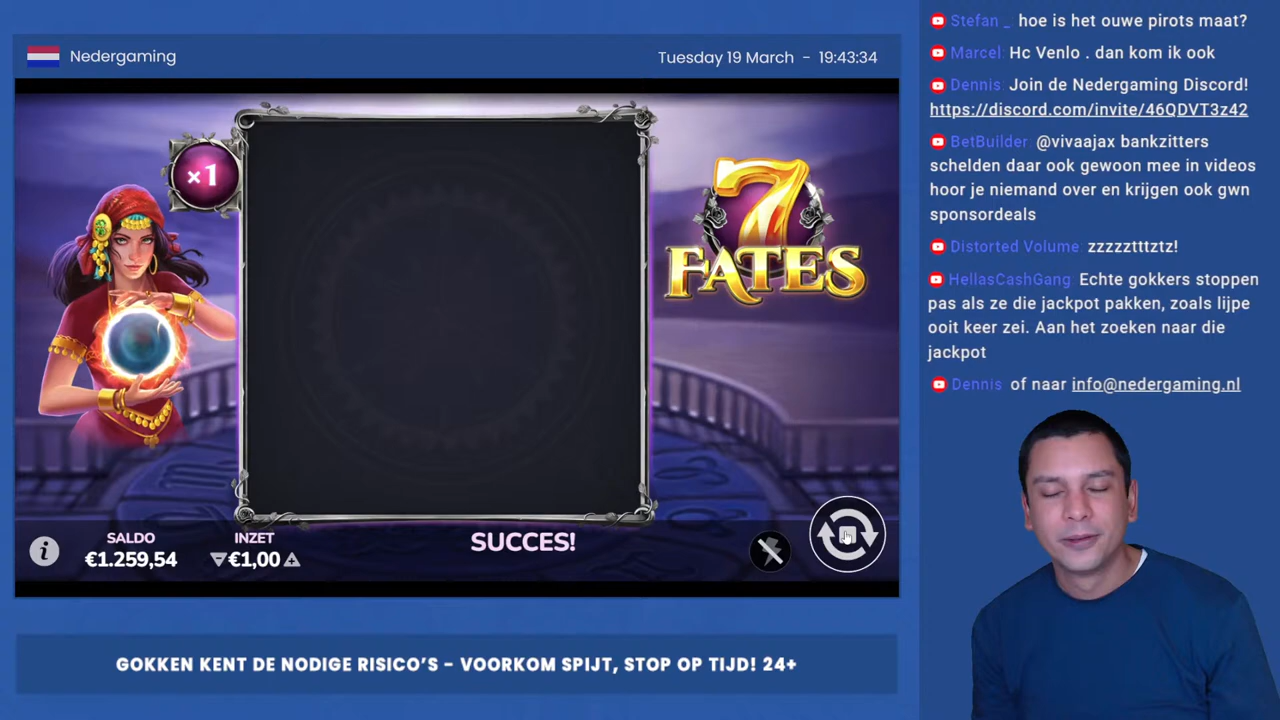 Nedergaming
Tuesday 19 March - 19:43:34
×1
7
FATES
SALDO
€1.259,54
INZET
€1,00
SUCCES!
GOKKEN KENT DE NODIGE RISICO'S - VOORKOM SPIJT, STOP OP TIJD! 24+
Stefan _ hoe is het ouwe pirots maat?
Marcel: Hc Venlo . dan kom ik ook
Dennis: Join de Nedergaming Discord!
https://discord.com/invite/46QDVT3z42
BetBuilder: @vivaajax bankzitters
schelden daar ook gewoon mee in videos
hoor je niemand over en krijgen ook gwn
sponsordeals
Distorted Volume: zzzzztttztz!
HellasCashGang: Echte gokkers stoppen
pas als ze die jackpot pakken, zoals lijpe
ooit keer zei. Aan het zoeken naar die
jackpot
Dennis of naar info@nedergaming.nl